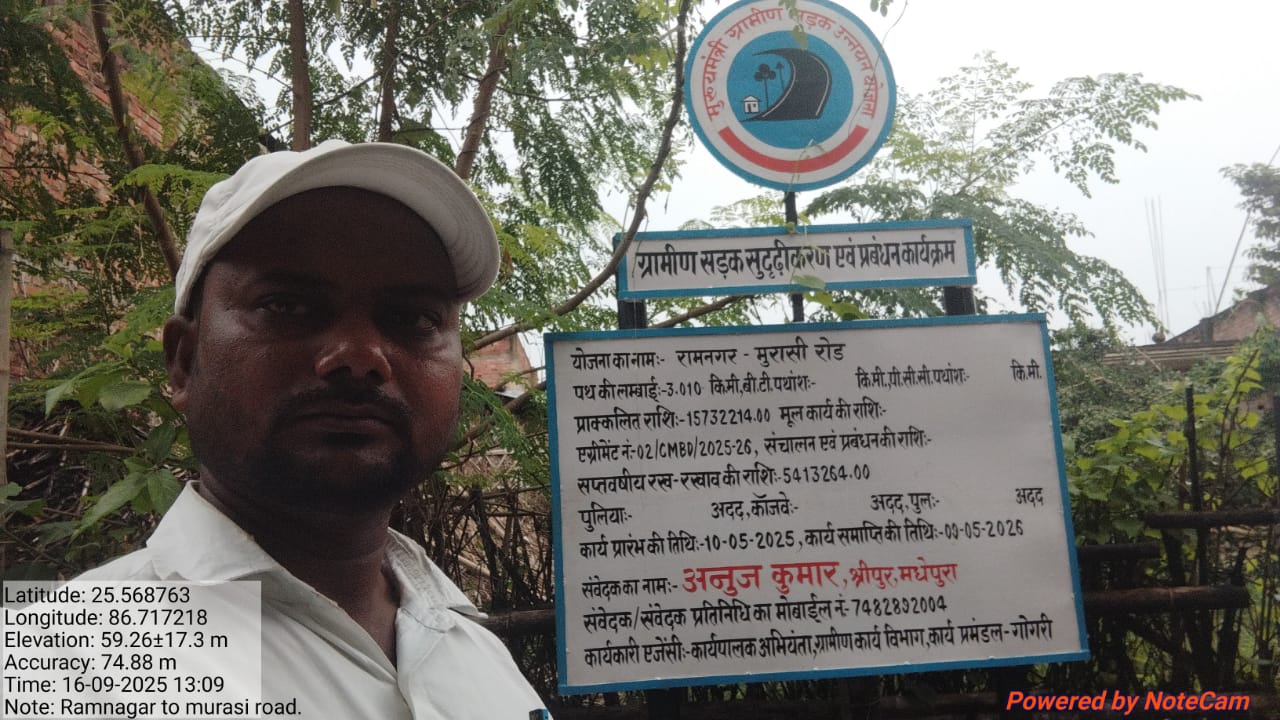 मुख्यमंत्री ग्रामीण सड़क उन्नयन योजना
ग्रामीण सड़क सुदृढ़ीकरण एवं प्रबंधन कार्यक्रम
योजना का नामः- रामनगर - मुरासी रोड
पथ की लम्बाईः-3.010 कि.मी,बी.टी.पथांशः- कि.मी.,पी.सी.सी.पथांशः- कि.मी.
प्राक्कलित राशिः-15732214.00 मूल कार्य की राशिः-
एग्रीमेंट नं-02/CMBD/2025-26, संचालन एवं प्रबंधन की राशिः-
सप्तवर्षीय रख-रखाव की राशिः-5413264.00
पुलियाः- अदद,कॉजवेः- अदद,पुलः- अदद
कार्य प्रारंभ की तिथिः-10-05-2025,कार्य समाप्ति की तिथिः-09-05-2026
संवेदक का नामः- अनुज कुमार, श्रीपुर,मधेपुरा
संवेदक/संवेदक प्रतिनिधि का मोबाईल नं-7482892004
कार्यकारी एजेंसीः-कार्यपालक अभियंता,ग्रामीण कार्य विभाग,कार्य प्रमंडल-गोगरी
Latitude: 25.568763
Longitude: 86.717218
Elevation: 59.26±17.3 m
Accuracy: 74.88 m
Time: 16-09-2025 13:09
Note: Ramnagar to murasi road.
Powered by NoteCam